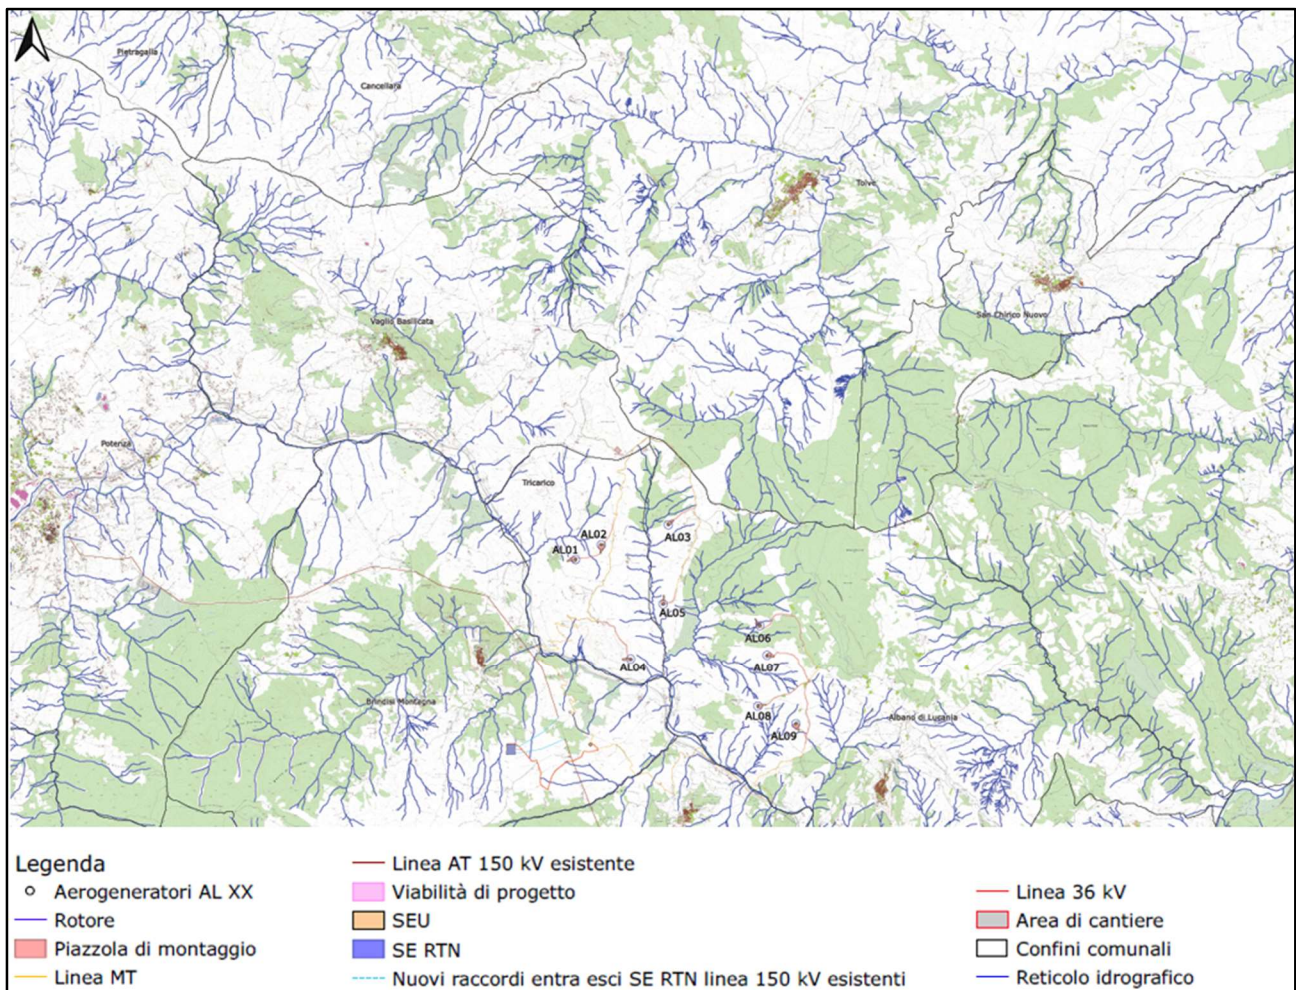 Pietragalla
Cancellara
Tolve
San Chirico Nuovo
Vaglio Basilicata
Potenza
Tricarico
AL02
AL03
AL01
AL05
AL06
AL04
AL07
Brindisi Montagna
AL08
Albano di Lucania
AL09
Legenda
Aerogeneratori AL XX
Rotore
Piazzola di montaggio
Linea MT
Linea AT 150 kV esistente
Viabilità di progetto
SEU
SE RTN
Nuovi raccordi entra esci SE RTN linea 150 kV esistenti
Linea 36 kV
Area di cantiere
Confini comunali
Reticolo idrografico